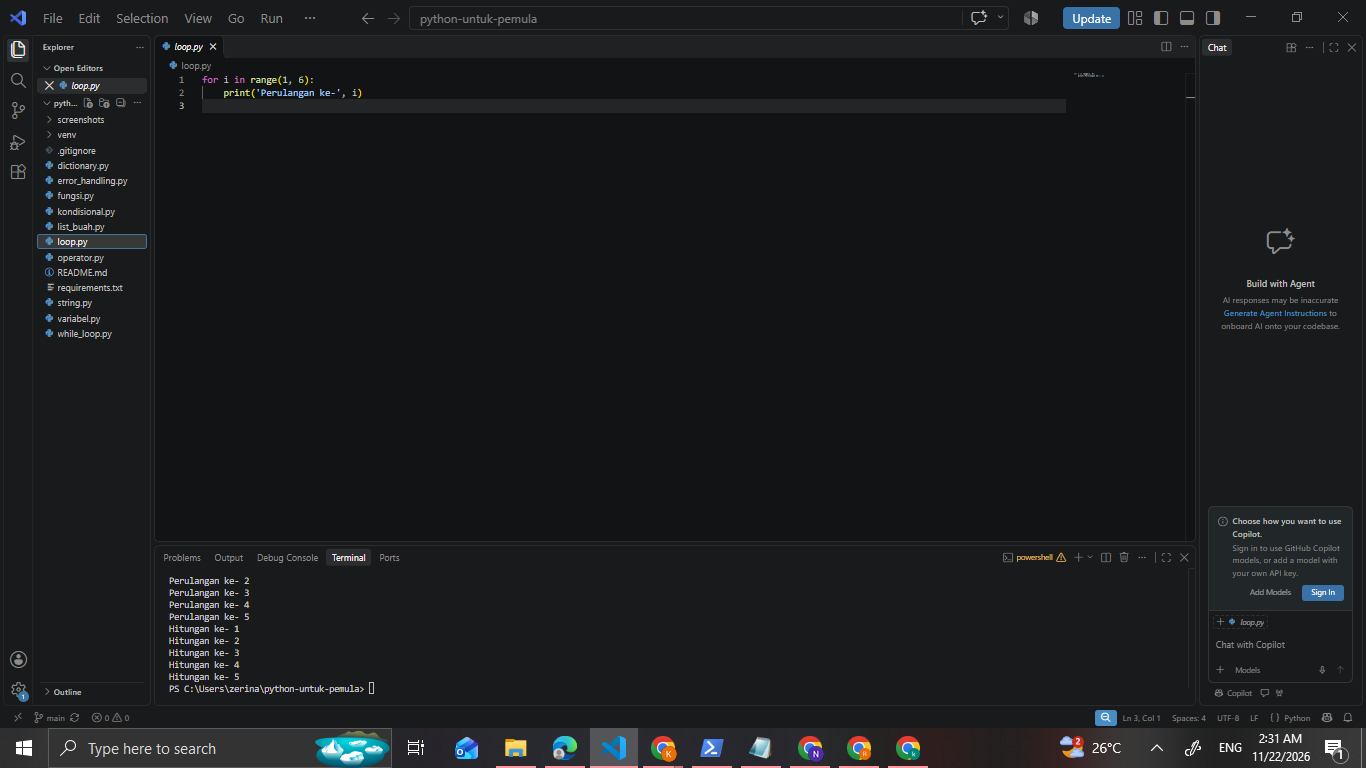 File Edit Selection View Go Run ··· python-untuk-pemula Update
Explorer ···
Open Editors
loop.py
pyth... ···
screenshots
venv
.gitignore
dictionary.py
error_handling.py
fungsi.py
kondisional.py
list_buah.py
loop.py
operator.py
README.md
requirements.txt
string.py
variabel.py
while_loop.py
Outline
1
loop.py
loop.py
1 for i in range(1, 6):
2 print('Perulangan ke-', i)
3
Problems Output Debug Console Terminal Ports powershell
Perulangan ke- 2
Perulangan ke- 3
Perulangan ke- 4
Perulangan ke- 5
Hitungan ke- 1
Hitungan ke- 2
Hitungan ke- 3
Hitungan ke- 4
Hitungan ke- 5
PS C:\Users\zerina\python-untuk-pemula>
Chat
Build with Agent
AI responses may be inaccurate
Generate Agent Instructions to
onboard AI onto your codebase.
Choose how you want to use
Copilot.
Sign in to use GitHub Copilot
models, or add a model with
your own API key.
Add Models Sign In
loop.py
Chat with Copilot
Models
Copilot
main 0 0 Ln 3, Col 1 Spaces: 4 UTF-8 LF { } Python
Type here to search 2 K N R k 26°C ENG 2:31 AM
11/22/2026
1